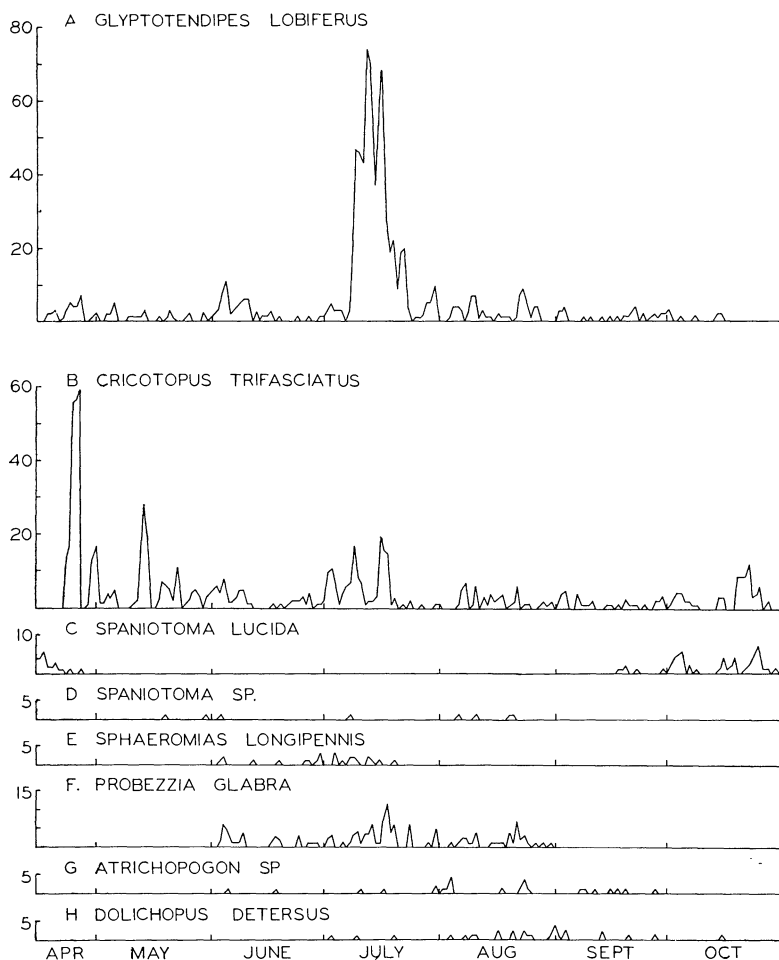 80
A GLYPTOTENDIPES LOBIFERUS
60
40
20
B CRICOTOPUS TRIFASCIATUS
60
40
20
C SPANIOTOMA LUCIDA
10
D SPANIOTOMA SP.
5
E SPHAEROMIAS LONGIPENNIS
5
F. PROBEZZIA GLABRA
15
G ATRICHOPOGON SP
5
H DOLICHOPUS DETERSUS
5
APR MAY JUNE JULY AUG SEPT OCT